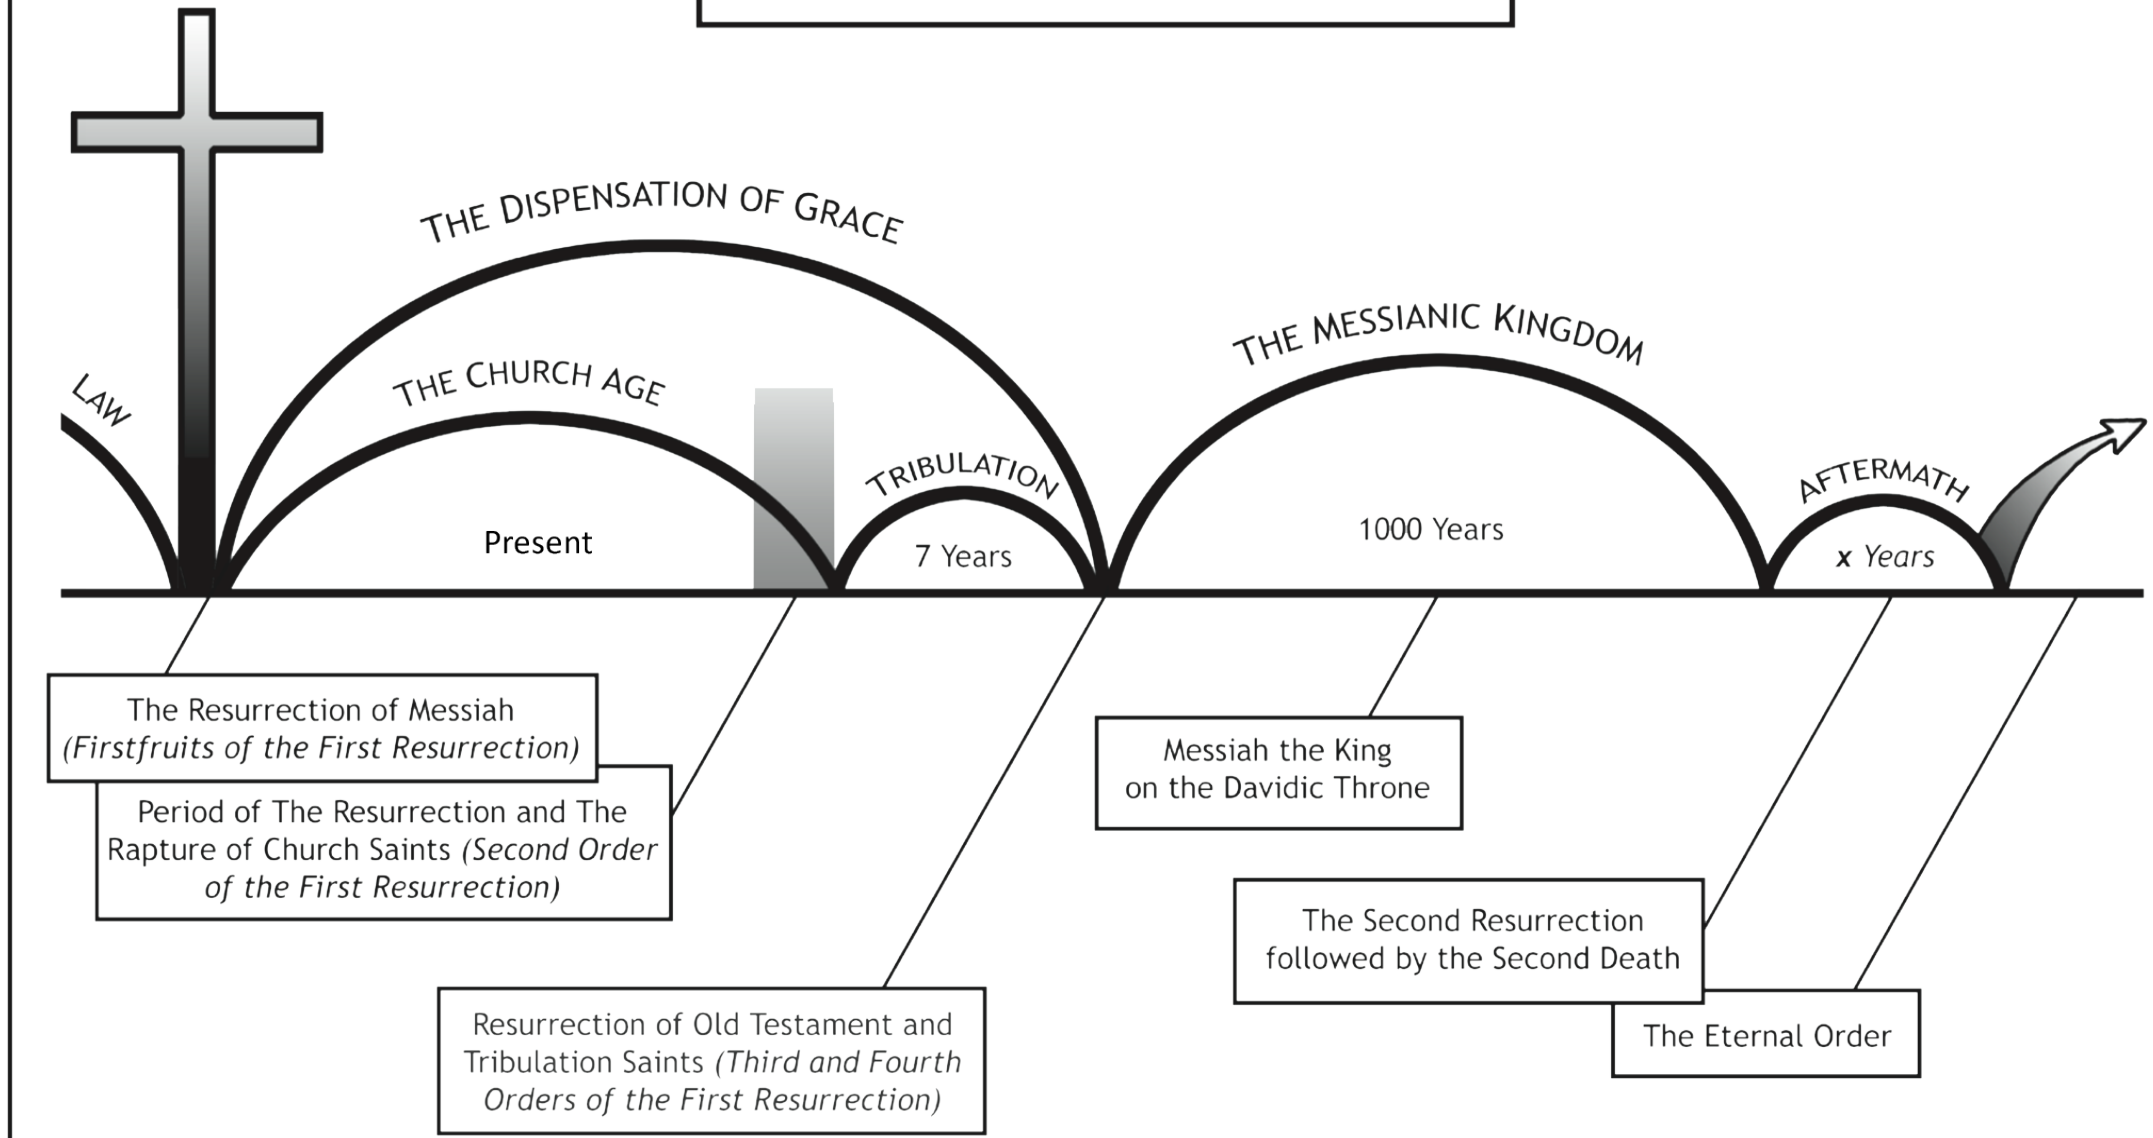 THE DISPENSATION OF GRACE
THE MESSIANIC KINGDOM
LAW
THE CHURCH AGE
TRIBULATION
AFTERMATH
Present
7 Years
1000 Years
x Years
The Resurrection of Messiah
(Firstfruits of the First Resurrection)
Period of The Resurrection and The
Rapture of Church Saints (Second Order
of the First Resurrection)
Resurrection of Old Testament and
Tribulation Saints (Third and Fourth
Orders of the First Resurrection)
Messiah the King
on the Davidic Throne
The Second Resurrection
followed by the Second Death
The Eternal Order